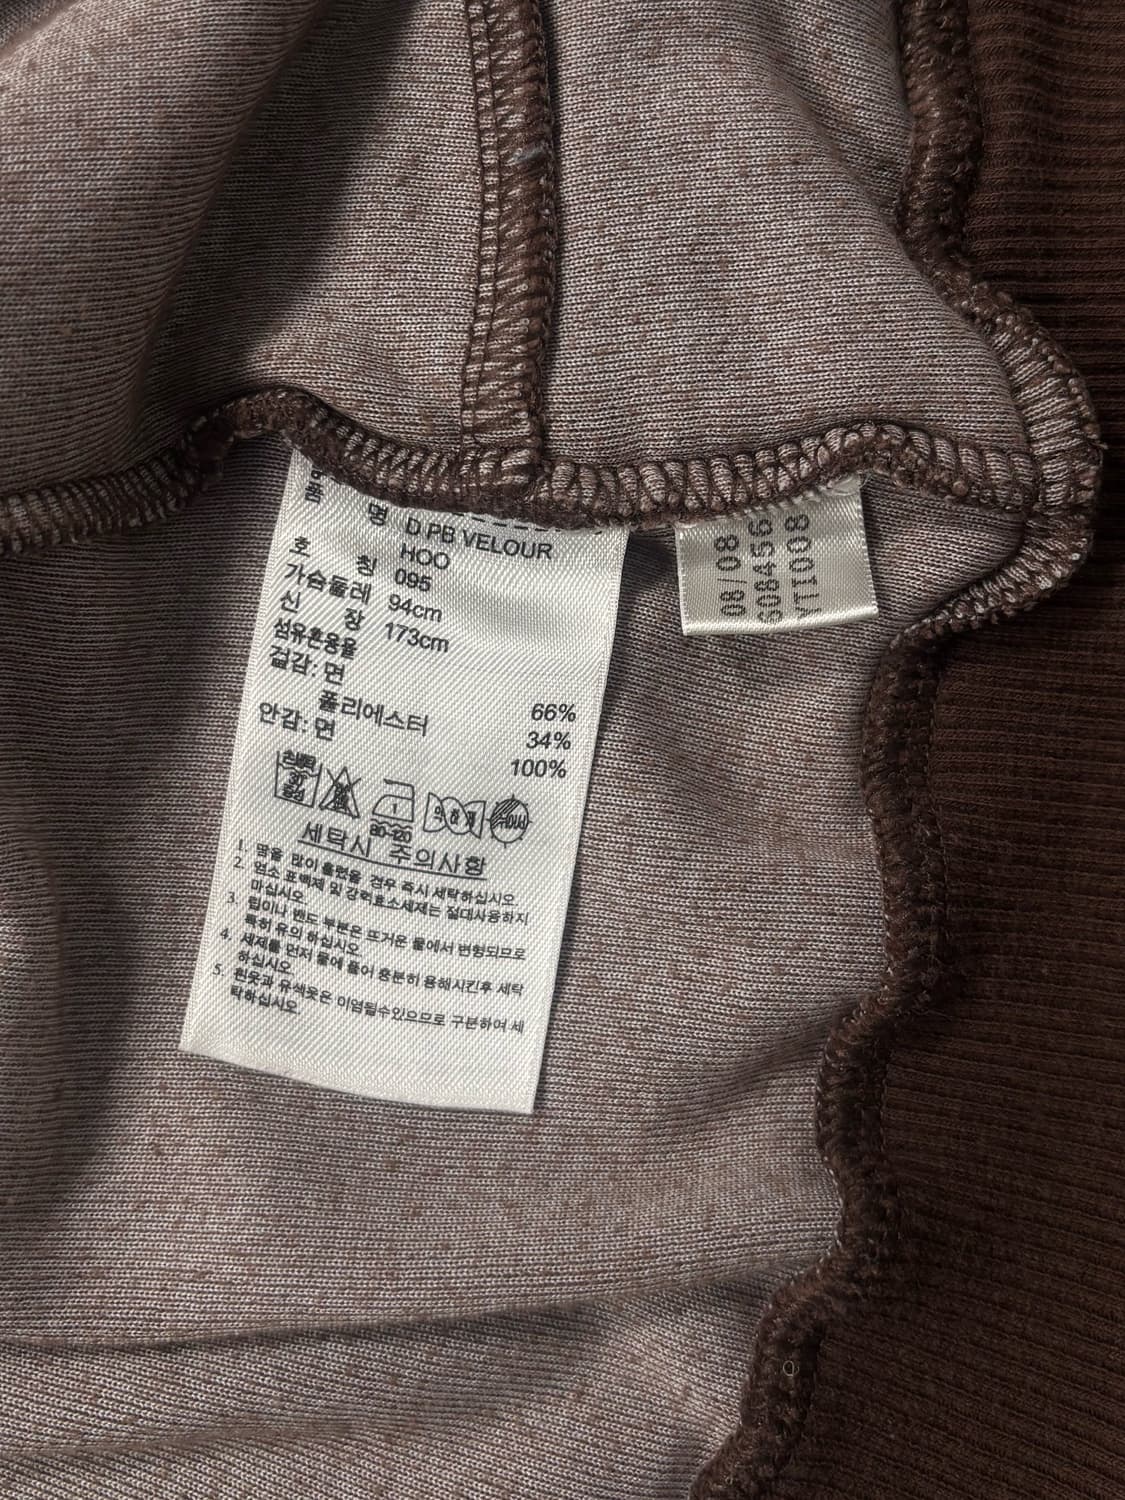 명 D PB VELOUR
HOO
호 칭 095
가슴둘레 94cm
신 장 173cm
섬유혼용율
겉감: 면 66%
폴리에스터 34%
안감: 면 100%
80~120
세탁시 주의사항
1. 땀을 많이 흘렸을 경우 즉시 세탁하십시오
2. 염소 표백제 및 강력효소세제는 절대사용하지
마십시오
3. 립이나 밴드 부분은 뜨거운 물에서 변형되므로
특히 유의 하십시오
4. 세제를 먼저 물에 풀어 충분히 용해시킨후 세탁
하십시오
5. 흰옷과 유색옷은 이염될수있으므로 구분하여 세
탁하십시오.
08/08
608456
YTI008